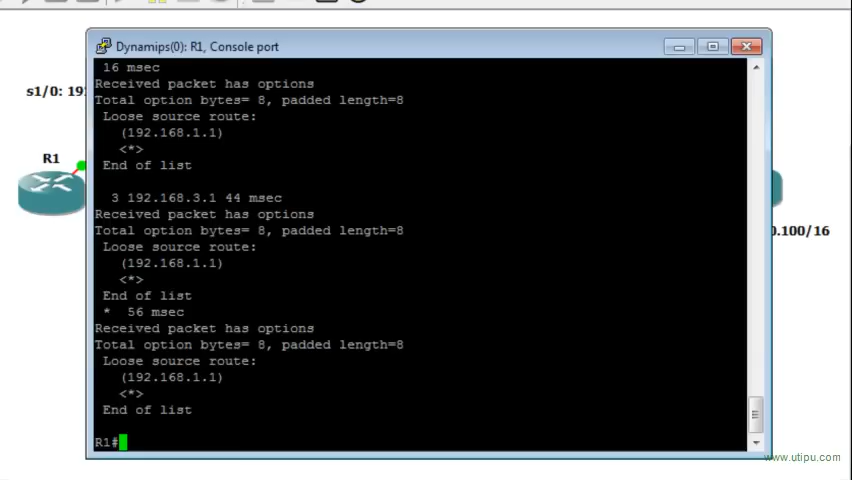 Dynamips(0): R1, Console port
16 msec
Received packet has options
Total option bytes= 8, padded length=8
Loose source route:
(192.168.1.1)
<*>
End of list
3 192.168.3.1 44 msec
Received packet has options
Total option bytes= 8, padded length=8
Loose source route:
(192.168.1.1)
<*>
End of list
* 56 msec
Received packet has options
Total option bytes= 8, padded length=8
Loose source route:
(192.168.1.1)
<*>
End of list
R1#
s1/0: 19
R1
0.100/16
www.utipu.com